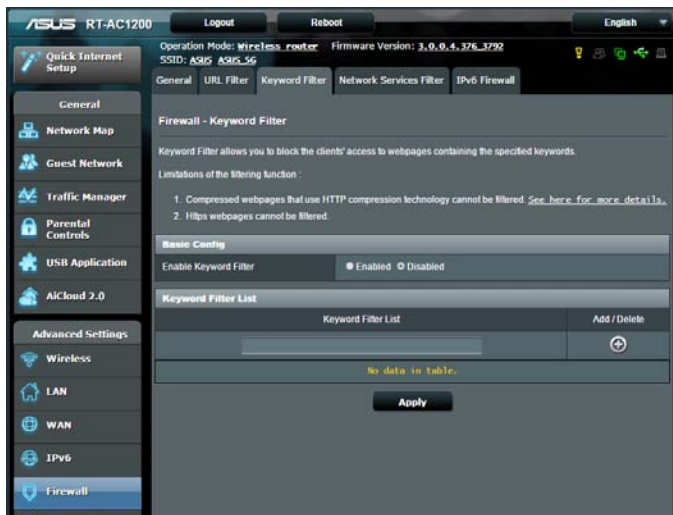 ASUS RT-AC1200
Logout
Reboot
English
Operation Mode: Wireless router Firmware Version: 3.0.0.4.376_3792
SSID: ASUS ASUS_5G
Quick Internet
Setup
General
URL Filter
Keyword Filter
Network Services Filter
IPv6 Firewall
General
Network Map
Guest Network
Traffic Manager
Parental
Controls
USB Application
AiCloud 2.0
Advanced Settings
Wireless
LAN
WAN
IPv6
Firewall
Firewall - Keyword Filter
Keyword Filter allows you to block the clients' access to webpages containing the specified keywords.
Limitations of the filtering function :
1. Compressed webpages that use HTTP compression technology cannot be filtered. See here for more details.
2. Https webpages cannot be filtered.
Basic Config
Enable Keyword Filter
Enabled Disabled
Keyword Filter List
Keyword Filter List
Add / Delete
No data in table.
Apply